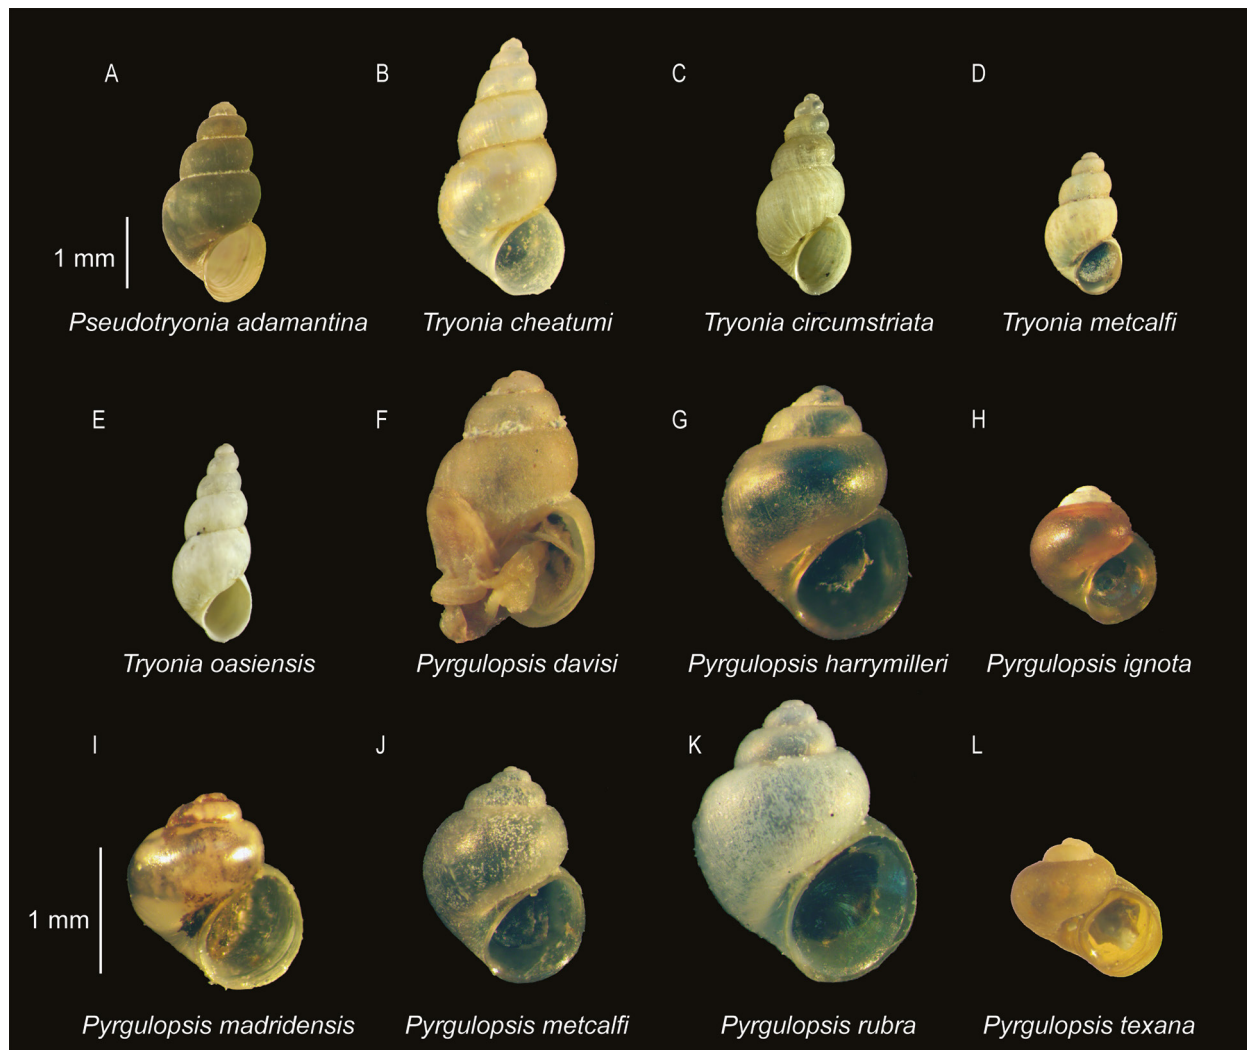 A
B
C
D
1 mm
Pseudotryonia adamantina
Tryonia cheatumi
Tryonia circumstriata
Tryonia metcalfi
E
F
G
H
Tryonia oasiensis
Pyrgulopsis davisi
Pyrgulopsis harrymilleri
Pyrgulopsis ignota
I
J
K
L
1 mm
Pyrgulopsis madridensis
Pyrgulopsis metcalfi
Pyrgulopsis rubra
Pyrgulopsis texana